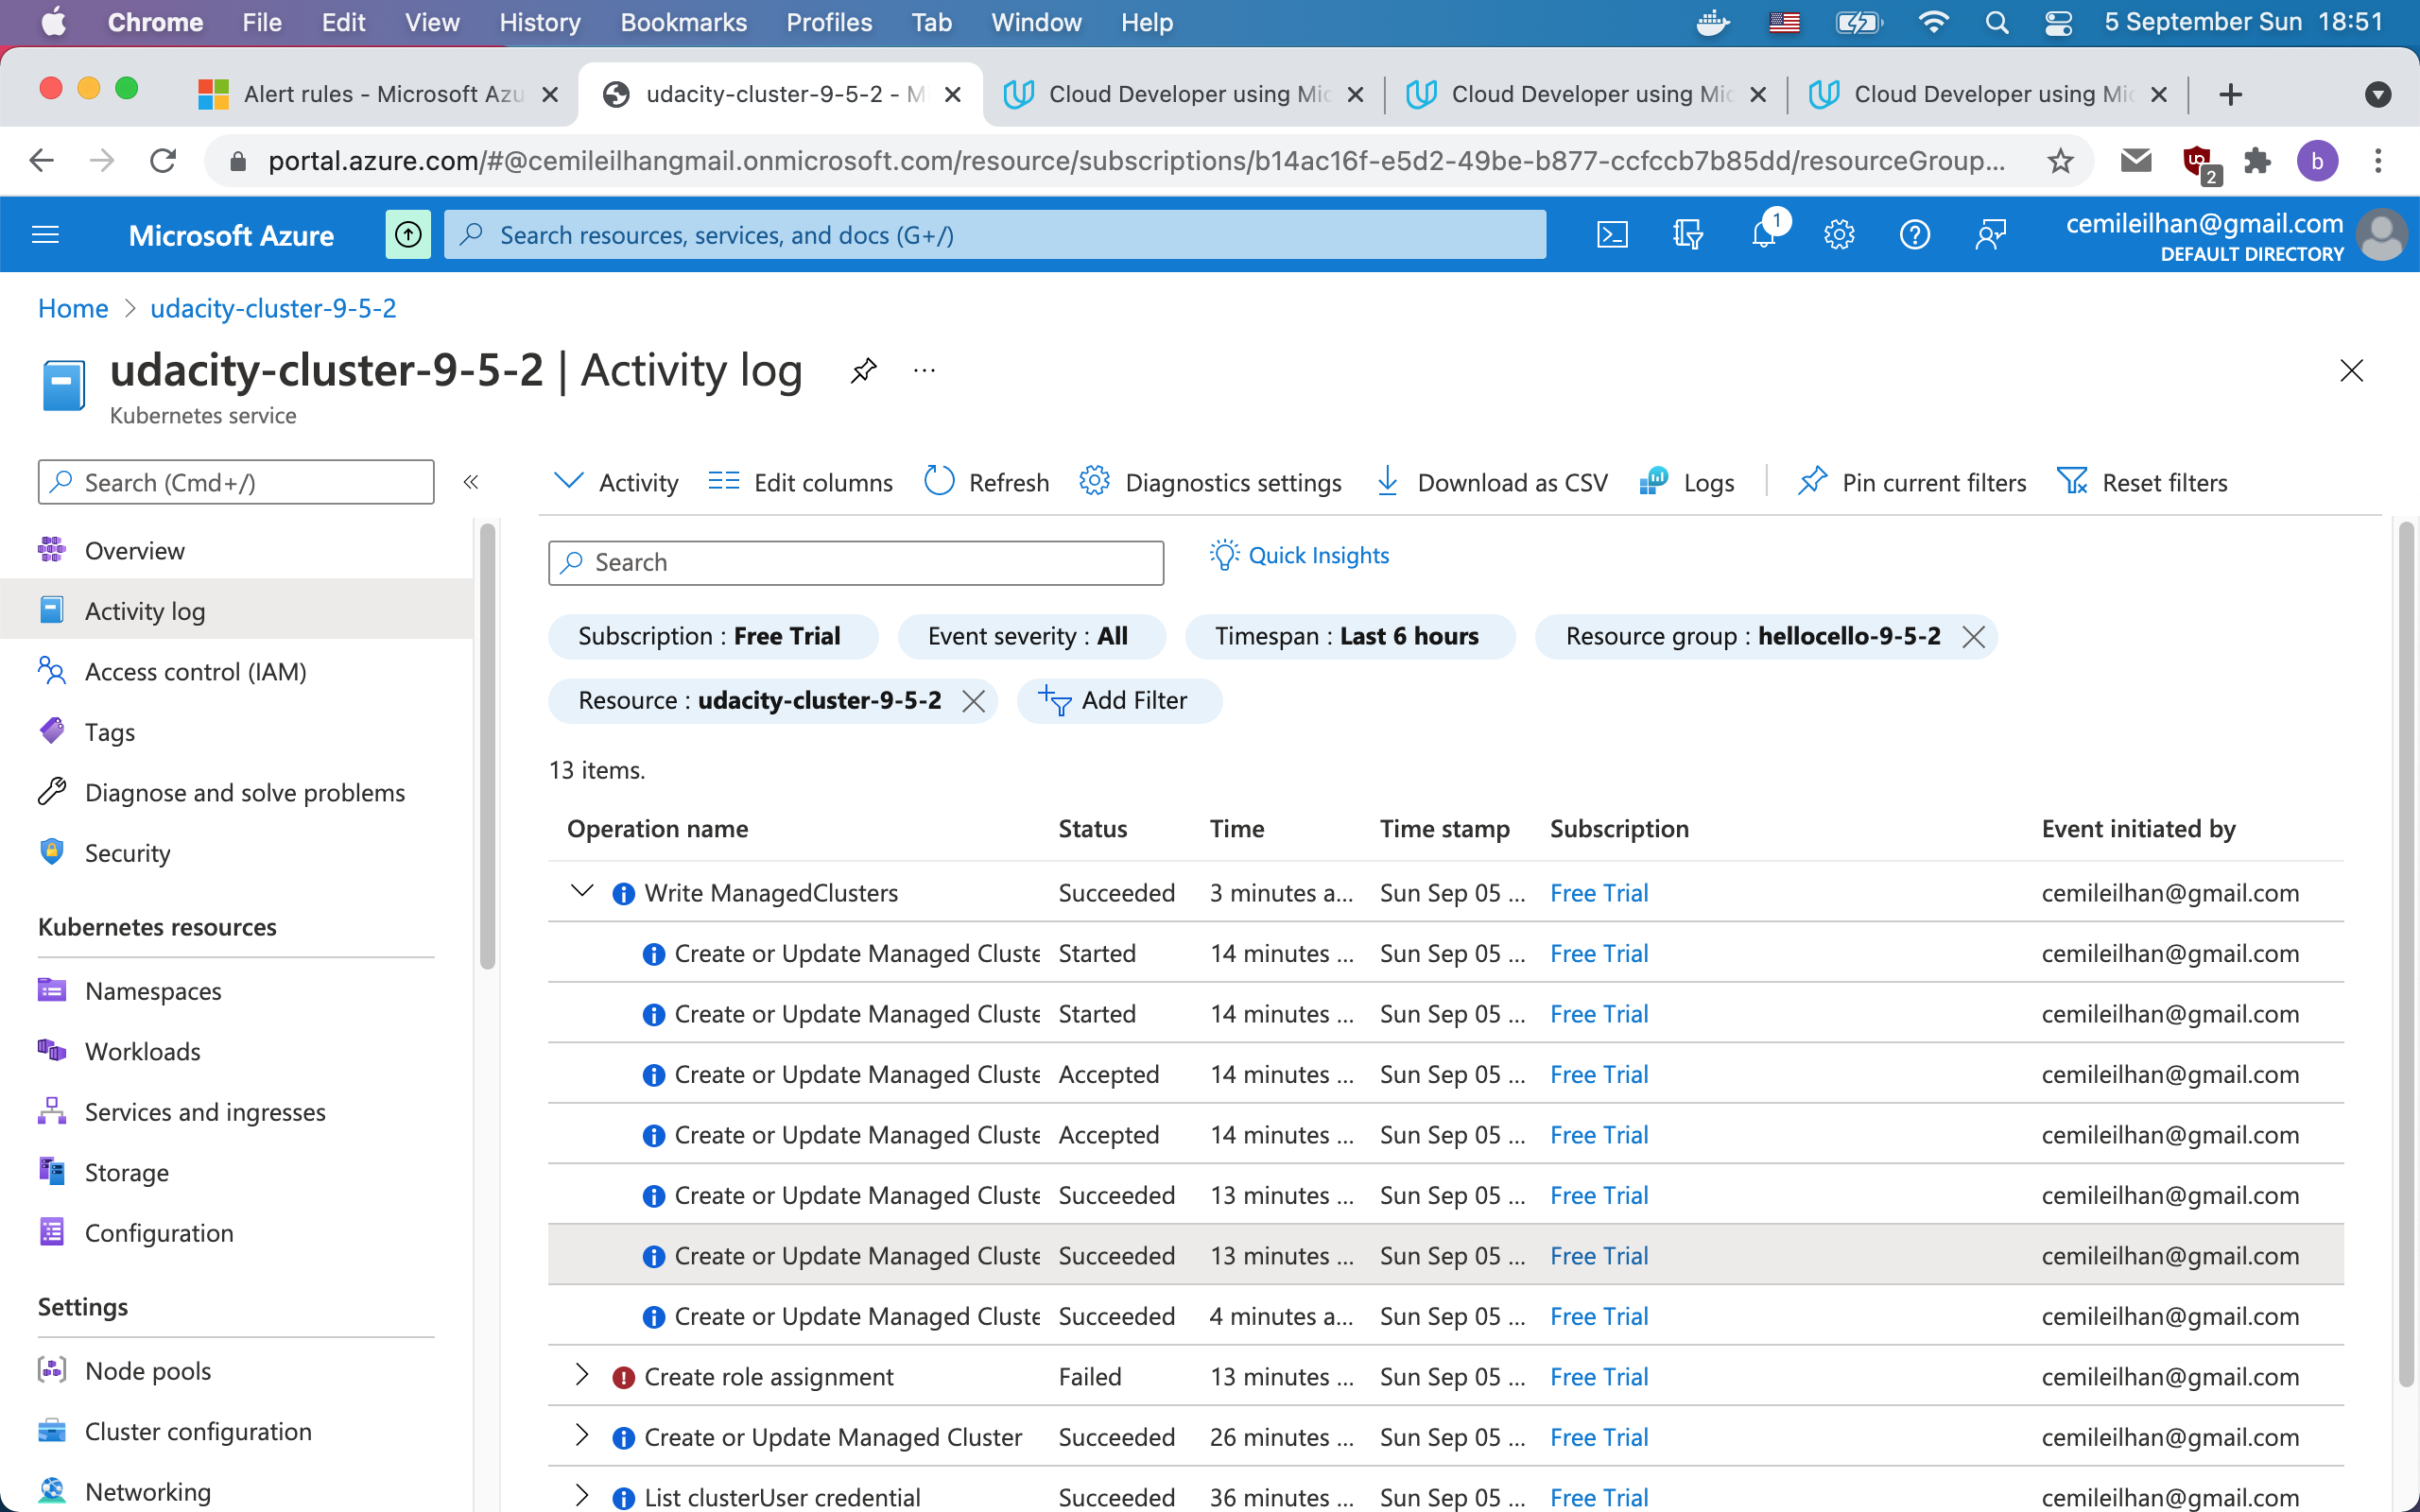 Chrome File Edit View History Bookmarks Profiles Tab Window Help 5 September Sun 18:51
Alert rules - Microsoft Azu udacity-cluster-9-5-2 - M Cloud Developer using Mic Cloud Developer using Mic Cloud Developer using Mic
portal.azure.com/#@cemileilhangmail.onmicrosoft.com/resource/subscriptions/b14ac16f-e5d2-49be-b877-ccfccb7b85dd/resourceGroup... 2 b
Microsoft Azure Search resources, services, and docs (G+/) 1 cemileilhan@gmail.com
DEFAULT DIRECTORY
Home > udacity-cluster-9-5-2
udacity-cluster-9-5-2 | Activity log ...
Kubernetes service
Search (Cmd+/) «
Overview
Activity log
Access control (IAM)
Tags
Diagnose and solve problems
Security
Kubernetes resources
Namespaces
Workloads
Services and ingresses
Storage
Configuration
Settings
Node pools
Cluster configuration
Networking
Activity Edit columns Refresh Diagnostics settings Download as CSV Logs Pin current filters Reset filters
Search Quick Insights
Subscription : Free Trial Event severity : All Timespan : Last 6 hours Resource group : hellocello-9-5-2
Resource : udacity-cluster-9-5-2 Add Filter
13 items.
Operation name Status Time Time stamp Subscription Event initiated by
Write ManagedClusters Succeeded 3 minutes a... Sun Sep 05 ... Free Trial cemileilhan@gmail.com
Create or Update Managed Cluste Started 14 minutes ... Sun Sep 05 ... Free Trial cemileilhan@gmail.com
Create or Update Managed Cluste Started 14 minutes ... Sun Sep 05 ... Free Trial cemileilhan@gmail.com
Create or Update Managed Cluste Accepted 14 minutes ... Sun Sep 05 ... Free Trial cemileilhan@gmail.com
Create or Update Managed Cluste Accepted 14 minutes ... Sun Sep 05 ... Free Trial cemileilhan@gmail.com
Create or Update Managed Cluste Succeeded 13 minutes ... Sun Sep 05 ... Free Trial cemileilhan@gmail.com
Create or Update Managed Cluste Succeeded 13 minutes ... Sun Sep 05 ... Free Trial cemileilhan@gmail.com
Create or Update Managed Cluste Succeeded 4 minutes a... Sun Sep 05 ... Free Trial cemileilhan@gmail.com
Create role assignment Failed 13 minutes ... Sun Sep 05 ... Free Trial cemileilhan@gmail.com
Create or Update Managed Cluster Succeeded 26 minutes ... Sun Sep 05 ... Free Trial cemileilhan@gmail.com
List clusterUser credential Succeeded 36 minutes ... Sun Sep 05 ... Free Trial cemileilhan@gmail.com